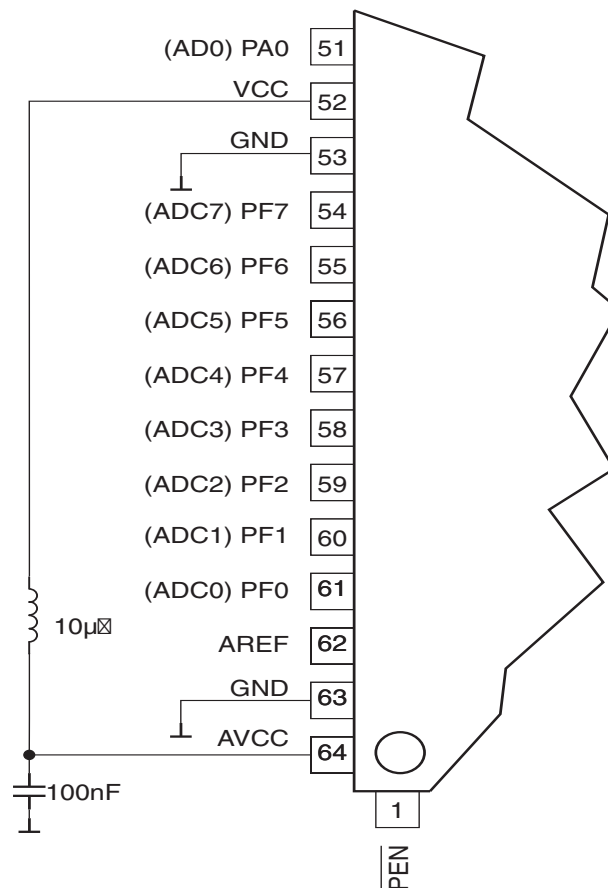 (AD0) PA0 51
VCC 52
GND 53
(ADC7) PF7 54
(ADC6) PF6 55
(ADC5) PF5 56
(ADC4) PF4 57
(ADC3) PF3 58
(ADC2) PF2 59
(ADC1) PF1 60
(ADC0) PF0 61
10µ
AREF 62
GND 63
AVCC 64
100nF
1
PEN